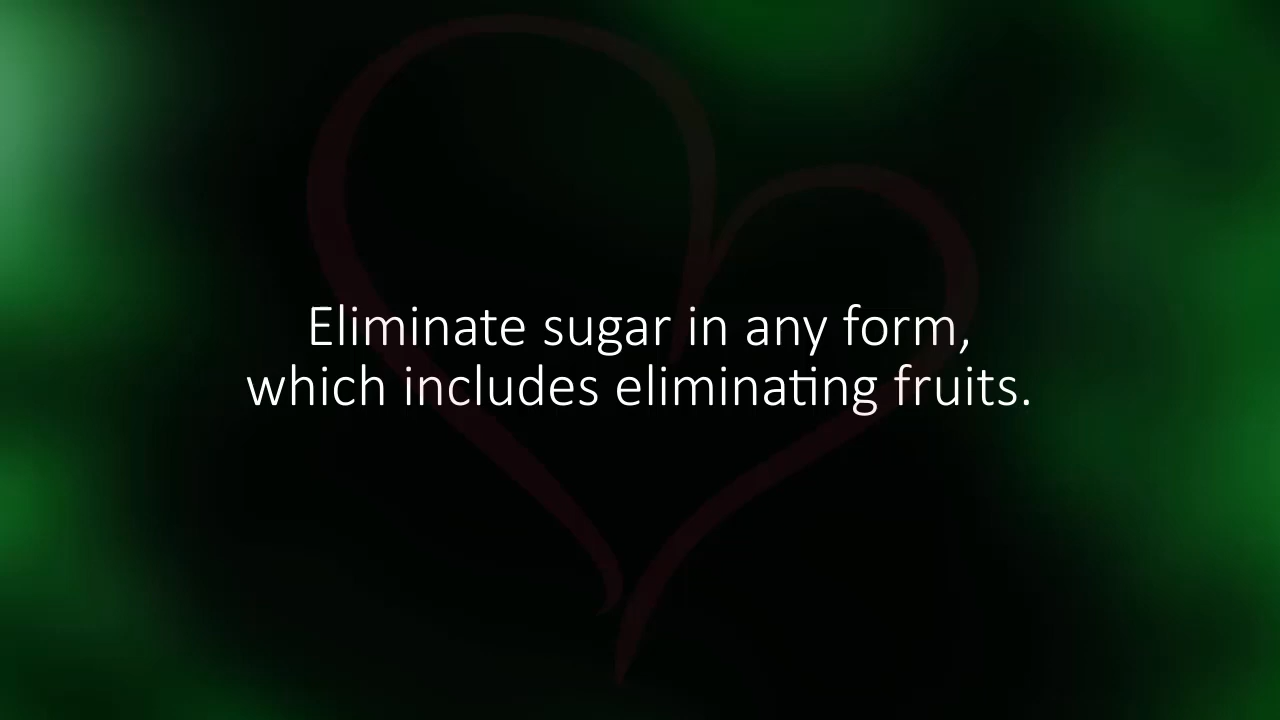 Eliminate sugar in any form,
which includes eliminating fruits.